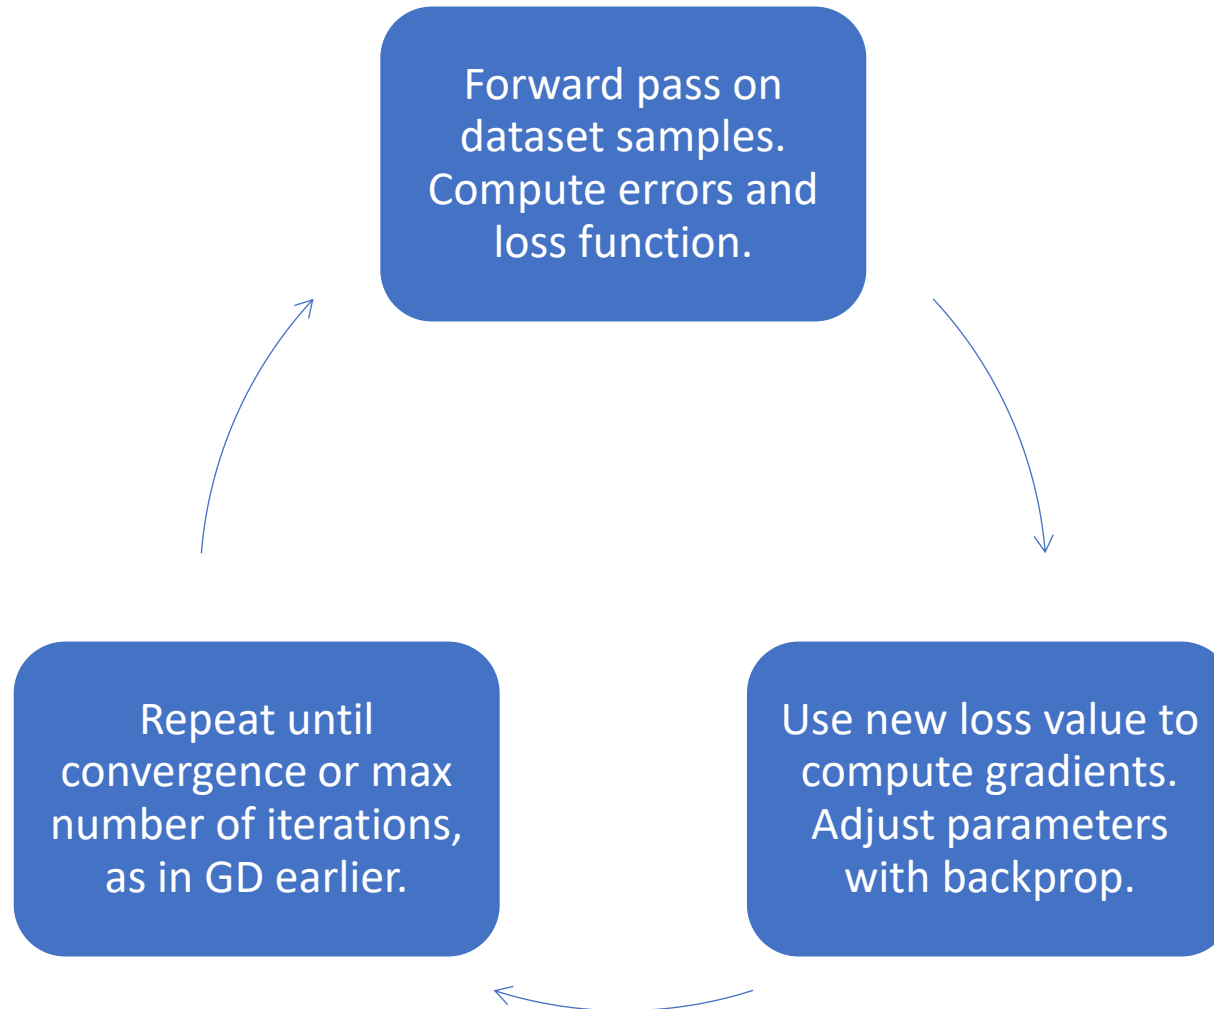 Forward pass on
dataset samples.
Compute errors and
loss function.
Use new loss value to
compute gradients.
Adjust parameters
with backprop.
Repeat until
convergence or max
number of iterations,
as in GD earlier.